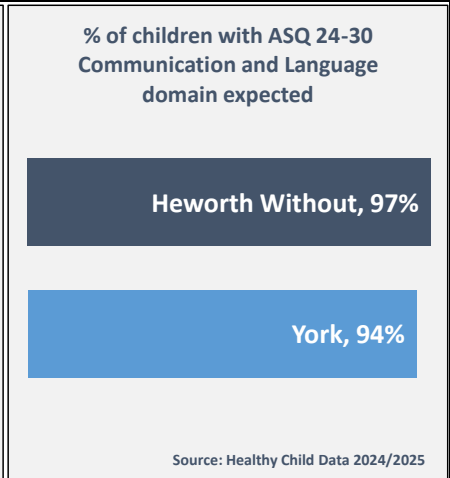 % of children with ASQ 24-30
Communication and Language
domain expected
Heworth Without, 97%
York, 94%
Source: Healthy Child Data 2024/2025